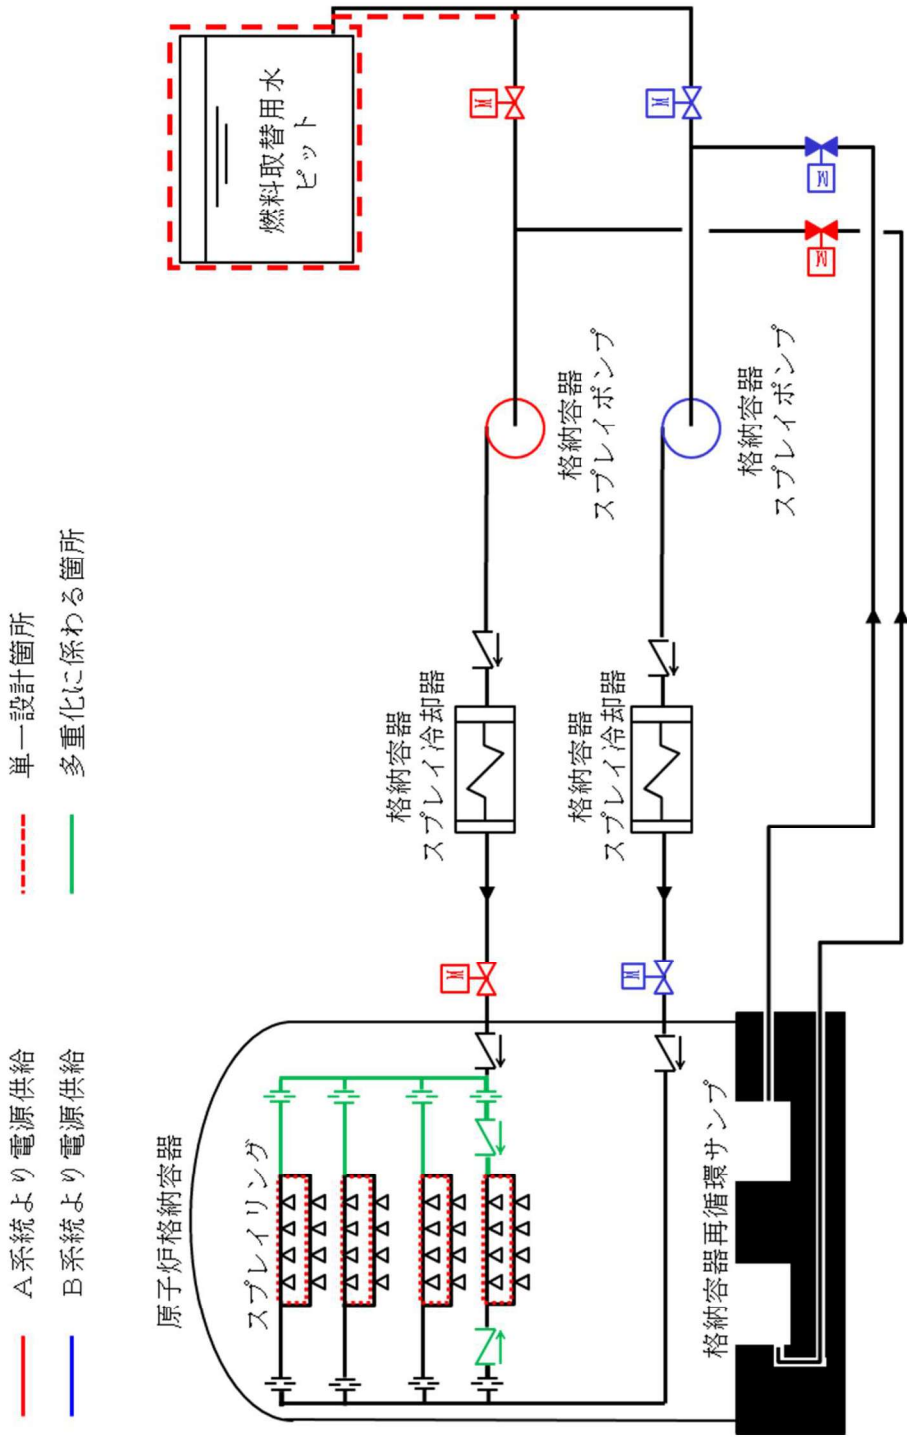 A系統より電源供給
B系統より電源供給
単一設計箇所
多重化に係わる箇所
原子炉格納容器
スプレイリング
格納容器
スプレイ冷却器
格納容器
スプレイポンプ
燃料取替用水
ピット
M
M
M
格納容器
スプレイ冷却器
格納容器
スプレイポンプ
M
M
M
格納容器再循環サンプ